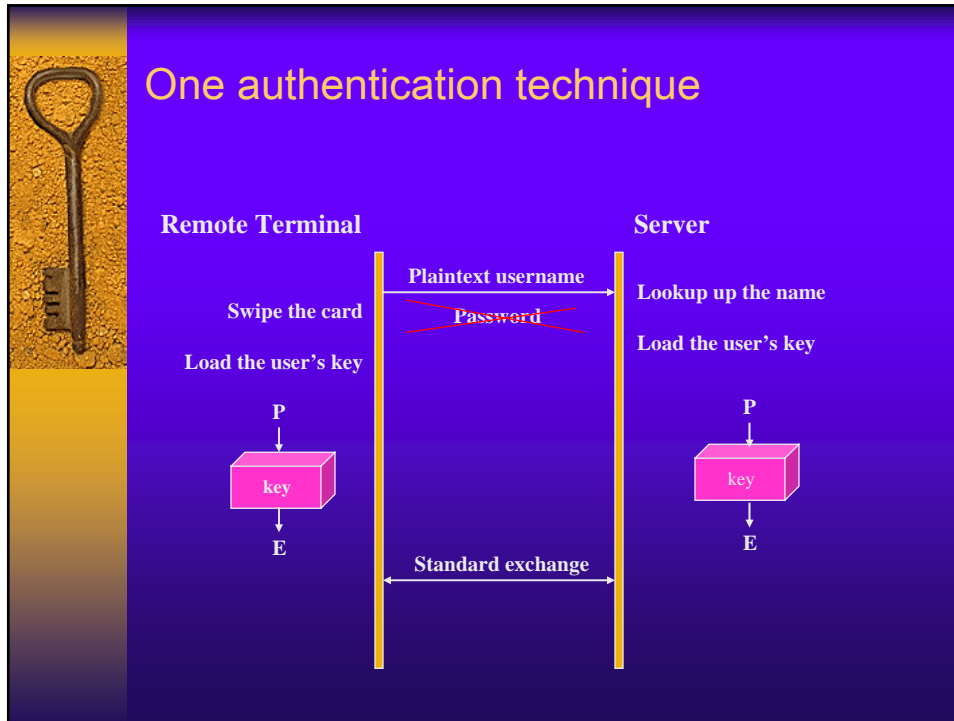 One authentication technique
Remote Terminal
Server
Plaintext username
Lookup up the name
Swipe the card
Password
Load the user's key
Load the user's key
P
P
key
key
E
E
Standard exchange